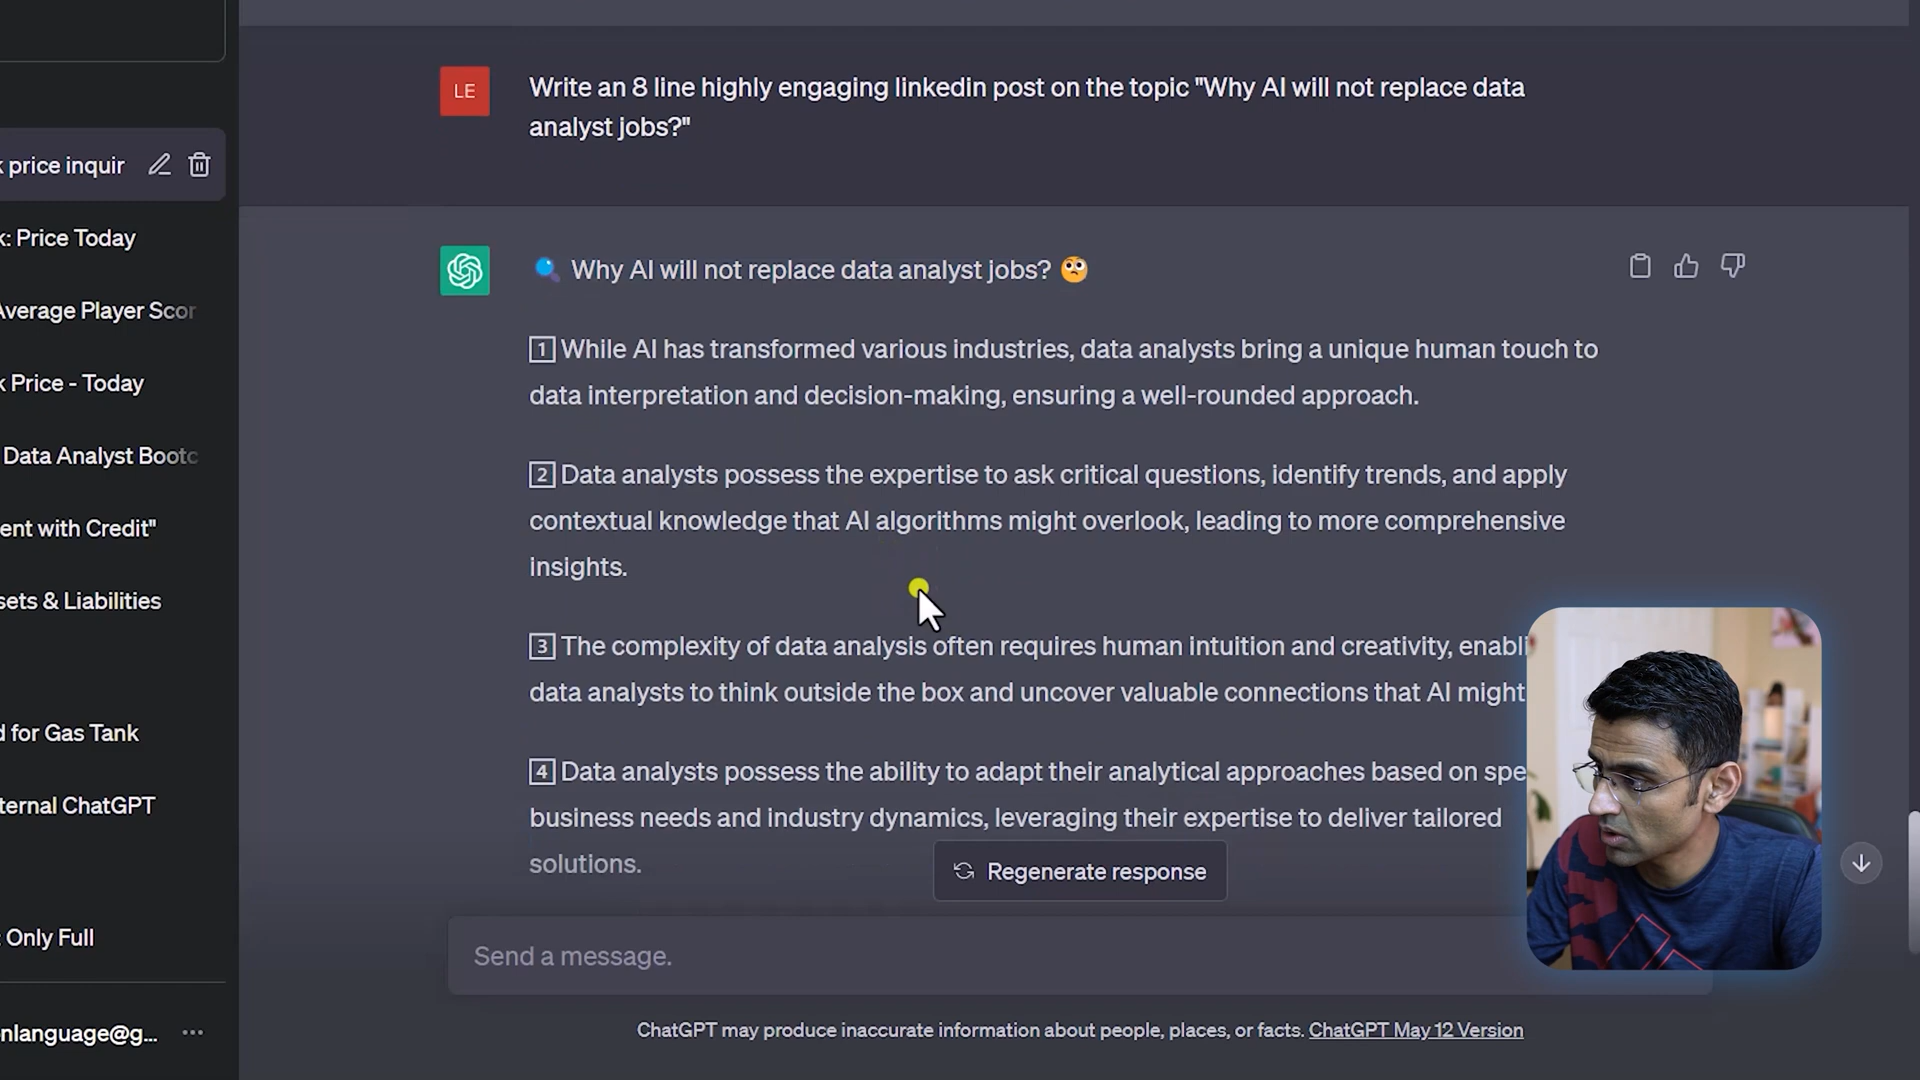 LE
Write an 8 line highly engaging linkedin post on the topic "Why AI will not replace data
analyst jobs?"
price inquir
: Price Today
Average Player Scor
Price - Today
Data Analyst Bootc
ent with Credit"
sets & Liabilities
for Gas Tank
ternal ChatGPT
Only Full
nlanguage@g...
Why AI will not replace data analyst jobs?
1 While AI has transformed various industries, data analysts bring a unique human touch to
data interpretation and decision-making, ensuring a well-rounded approach.
2 Data analysts possess the expertise to ask critical questions, identify trends, and apply
contextual knowledge that AI algorithms might overlook, leading to more comprehensive
insights.
3 The complexity of data analysis often requires human intuition and creativity, enabli
data analysts to think outside the box and uncover valuable connections that AI might
4 Data analysts possess the ability to adapt their analytical approaches based on spe
business needs and industry dynamics, leveraging their expertise to deliver tailored
solutions.
Regenerate response
Send a message.
ChatGPT may produce inaccurate information about people, places, or facts. ChatGPT May 12 Version